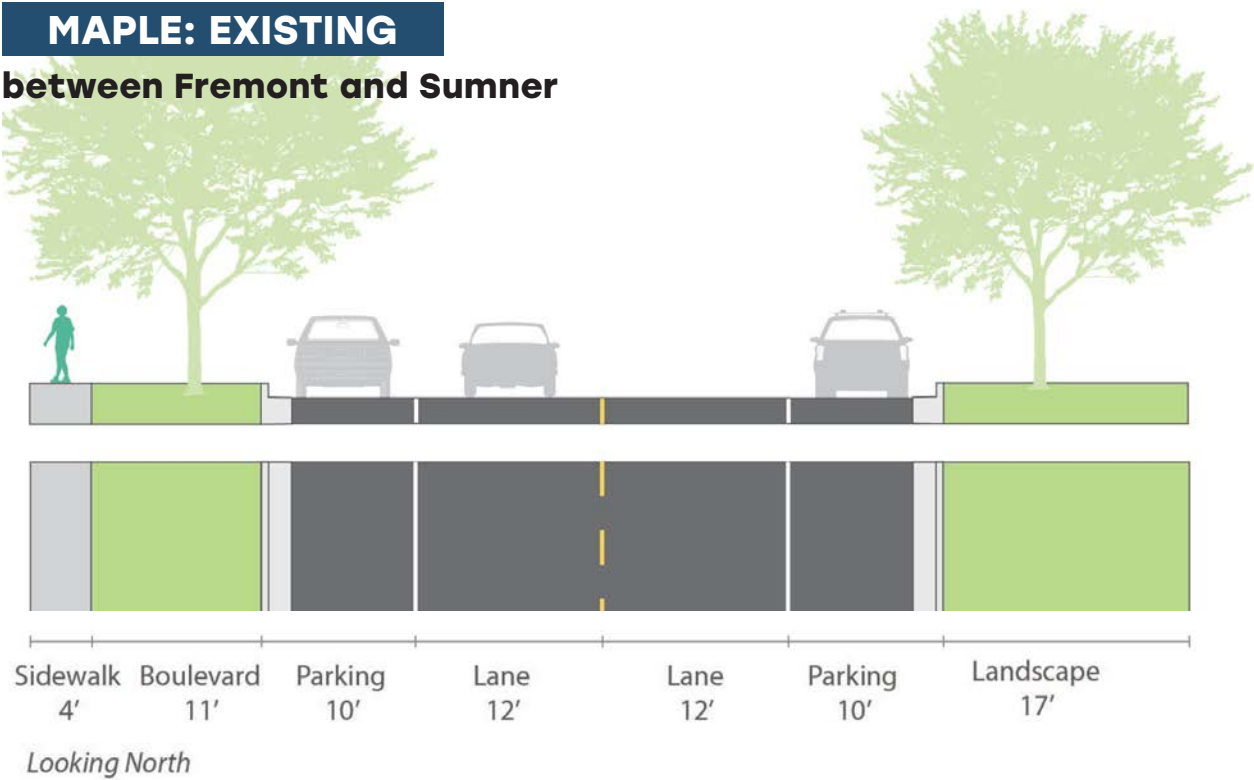 MAPLE: EXISTING
between Fremont and Sumner
Sidewalk Boulevard Parking Lane Lane Parking Landscape
4’ 11’ 10’ 12’ 12’ 10’ 17’
Looking North